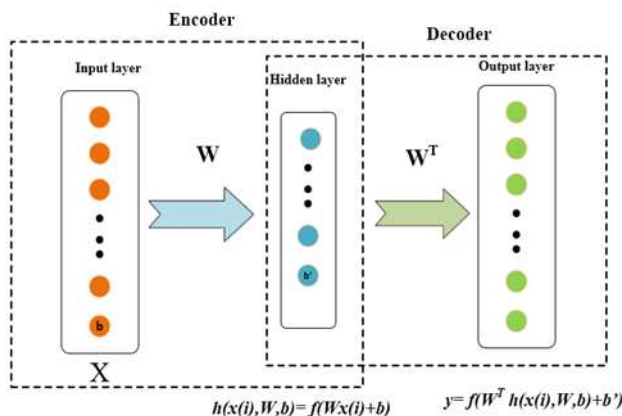 Encoder
Decoder
Input layer
Hidden layer
Output layer
W
W^T
b
b'
X
h(x(i),W,b)= f(Wx(i)+b)
y= f(W^T h(x(i),W,b)+b’)